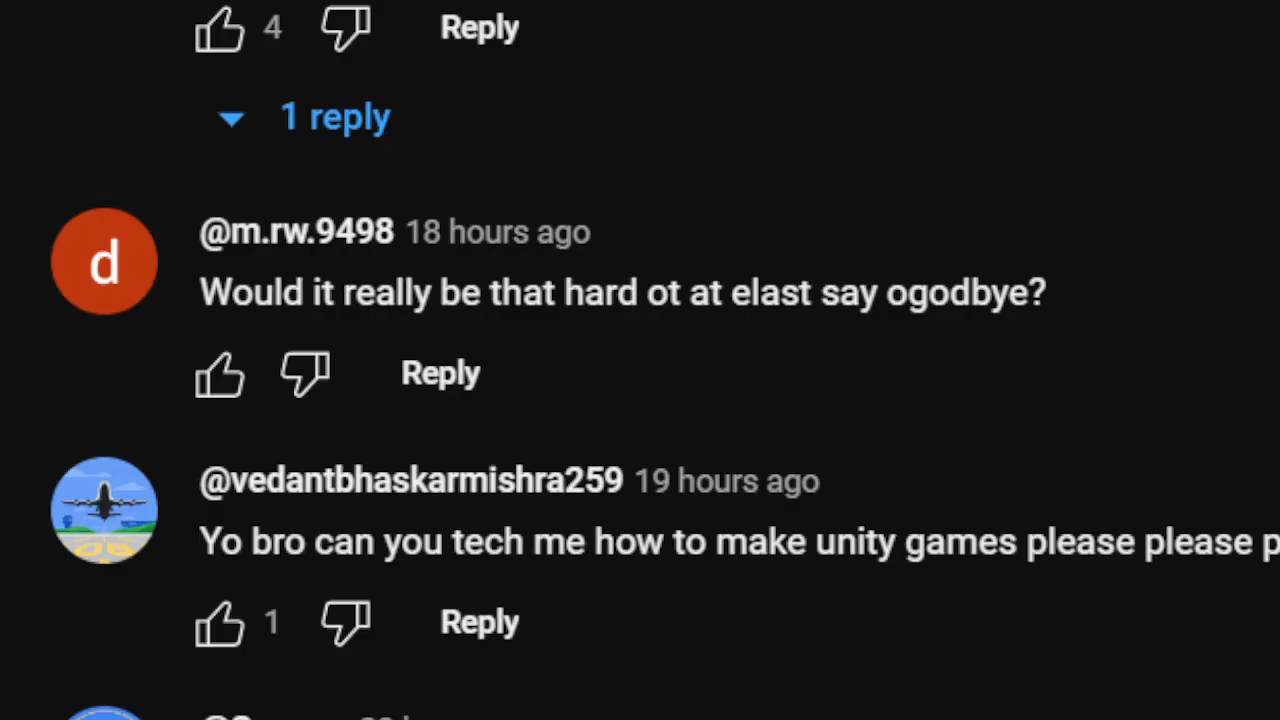 4 Reply
1 reply
d
@m.rw.9498 18 hours ago
Would it really be that hard ot at elast say ogodbye?
Reply
@vedantbhaskarmishra259 19 hours ago
Yo bro can you tech me how to make unity games please please p
1 Reply